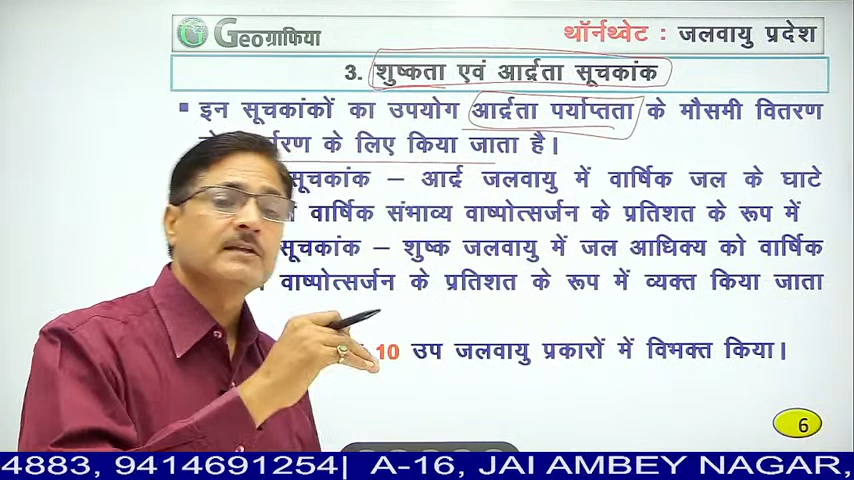 Geoग्राफिया
थॉर्नथ्वेट : जलवायु प्रदेश
3. शुष्कता एवं आर्द्रता सूचकांक
इन सूचकांकों का उपयोग आर्द्रता पर्याप्तता के मौसमी वितरण
के लिए किया जाता है।
सूचकांक – आर्द्र जलवायु में वार्षिक जल के घाटे
वार्षिक संभाव्य वाष्पोत्सर्जन के प्रतिशत के रूप में
सूचकांक – शुष्क जलवायु में जल आधिक्य को वार्षिक
वाष्पोत्सर्जन के प्रतिशत के रूप में व्यक्त किया जाता
10 उप जलवायु प्रकारों में विभक्त किया।
6
4883, 9414691254| A-16, JAI AMBEY NAGAR,